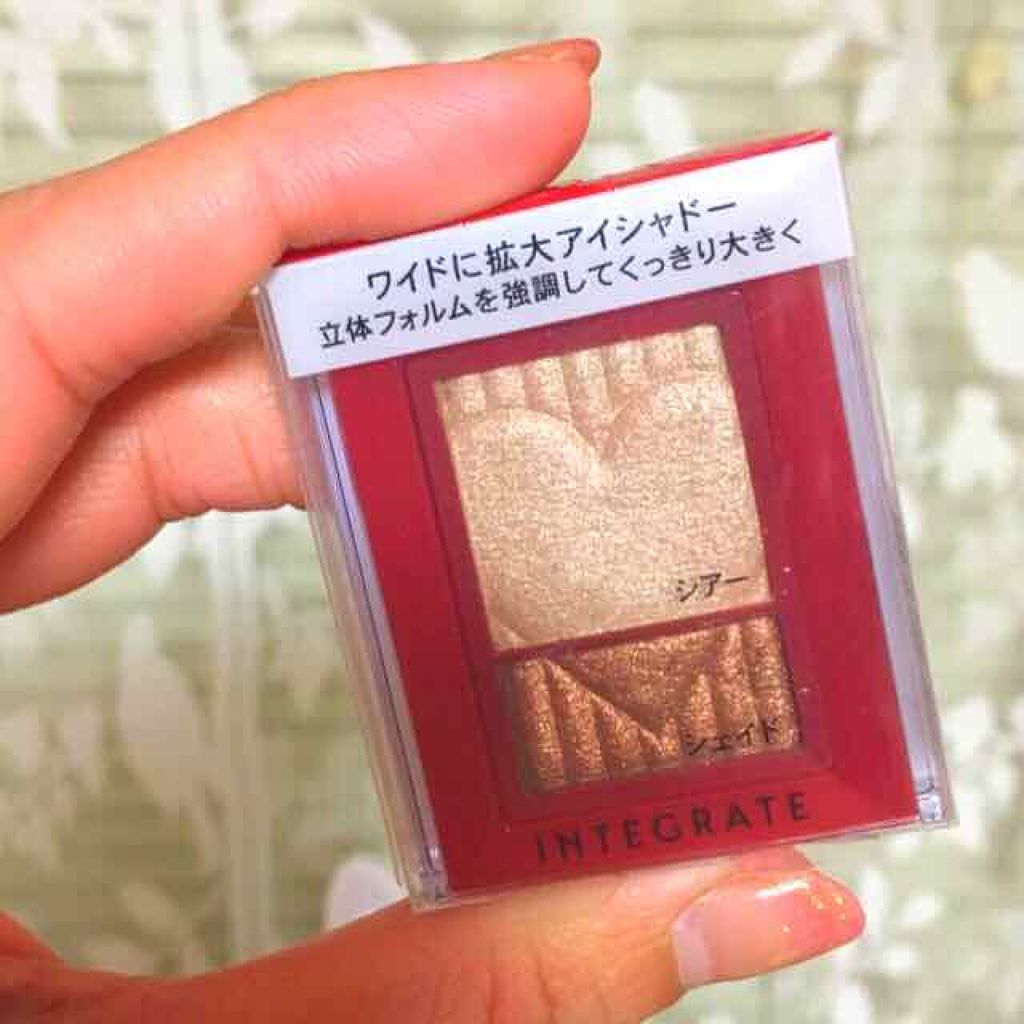 ワイドに拡大アイシャドー
立体フォルムを強調してくっきり大きく
シアー
シェイド
INTEGRATE